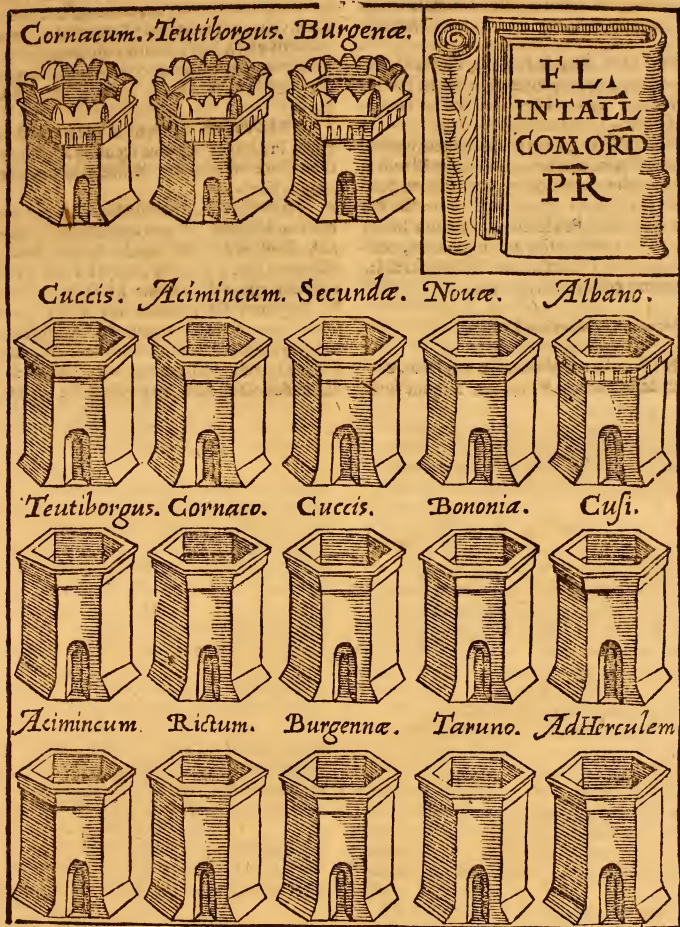 Cornacum. Teutiborgus. Burgenæ.
FL.
INTALL
COMORD
PR
Cuccis. Acimincum. Secundæ. Nouæ. Albano.
Teutiborgus. Cornaco. Cuccis. Bononia. Cuſi.
Acimincum. Rictum. Burgennæ. Taruno. AdHerculem